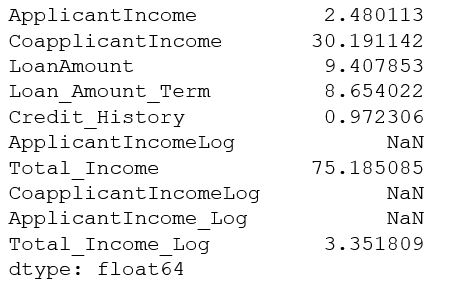 ApplicantIncome 2.480113
CoapplicantIncome 30.191142
LoanAmount 9.407853
Loan_Amount_Term 8.654022
Credit_History 0.972306
ApplicantIncomeLog NaN
Total_Income 75.185085
CoapplicantIncomeLog NaN
ApplicantIncome_Log NaN
Total_Income_Log 3.351809
dtype: float64